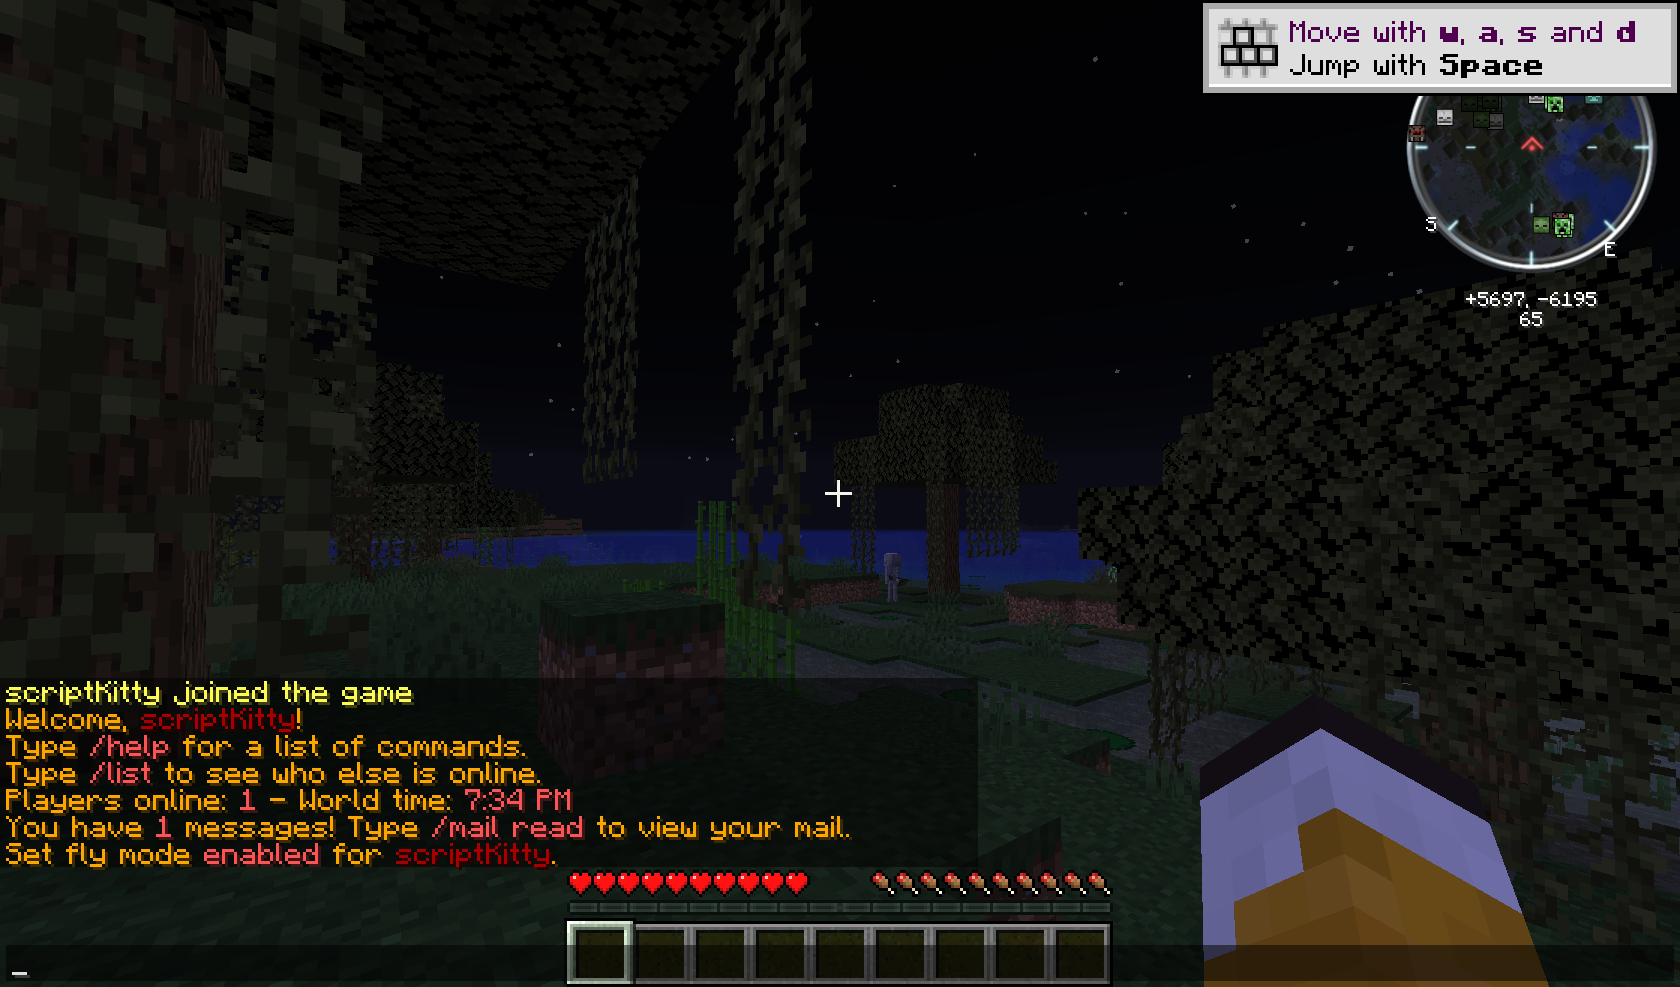 Move with w, a, s and d
Jump with Space
S
E
+5697, -6195
65
scriptKitty joined the game
Welcome, scriptKitty!
Type /help for a list of commands.
Type /list to see who else is online.
Players online: 1 - World time: 7:34 PM
You have 1 messages! Type /mail read to view your mail.
Set fly mode enabled for scriptKitty.
_